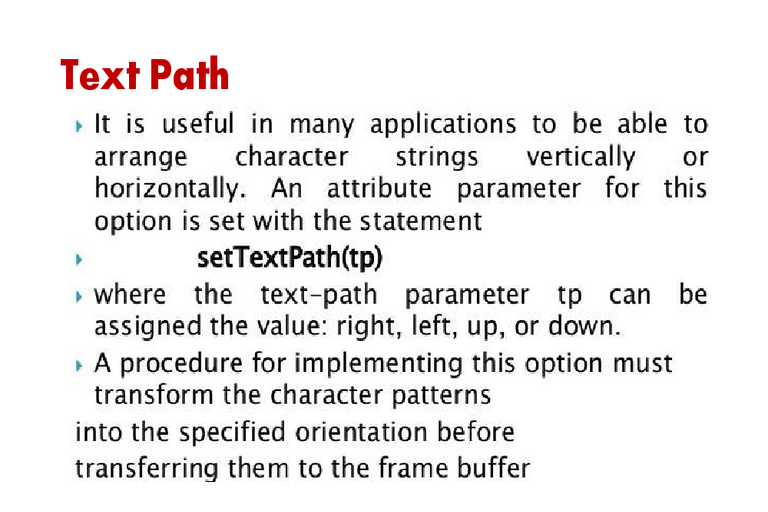 Text Path
It is useful in many applications to be able to
arrange character strings vertically or
horizontally. An attribute parameter for this
option is set with the statement
setTextPath(tp)
where the text-path parameter tp can be
assigned the value: right, left, up, or down.
A procedure for implementing this option must
transform the character patterns
into the specified orientation before
transferring them to the frame buffer